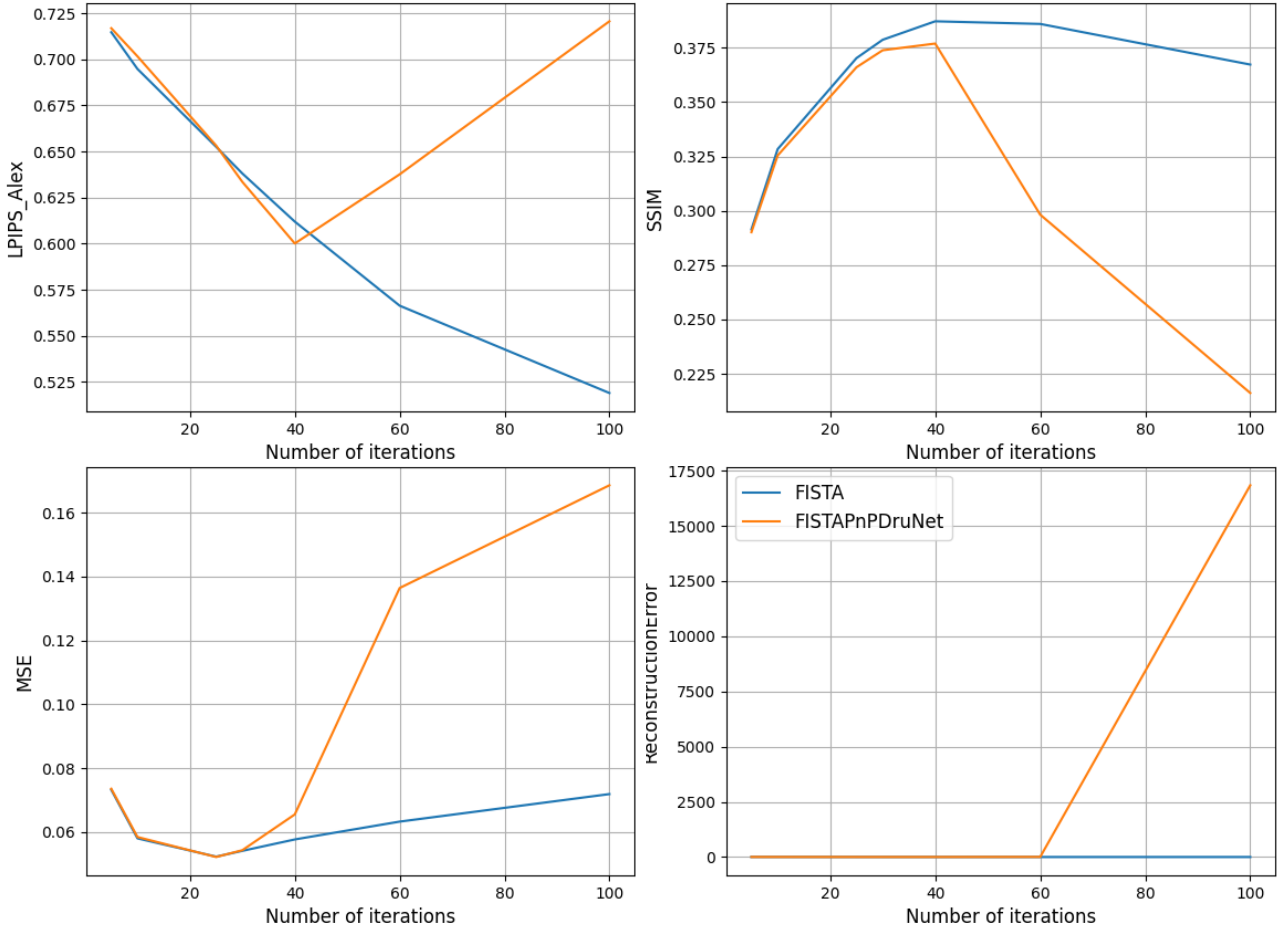 0.725
0.700
0.675
0.650
0.625
0.600
0.575
0.550
0.525
LPIPS_Alex
20 40 60 80 100
Number of iterations
0.375
0.350
0.325
0.300
0.275
0.250
0.225
SSIM
20 40 60 80 100
Number of iterations
0.16
0.14
0.12
0.10
0.08
0.06
MSE
20 40 60 80 100
Number of iterations
17500
15000
12500
10000
7500
5000
2500
0
ReconstructionError
FISTA
FISTAPnPDruNet
20 40 60 80 100
Number of iterations